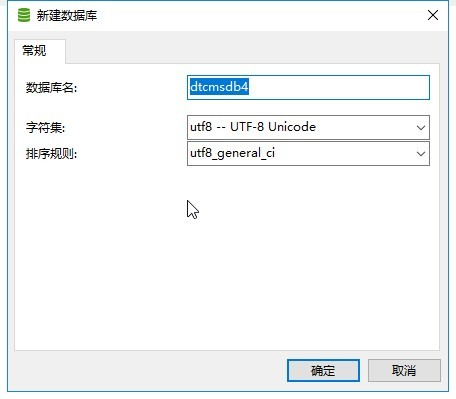 新建数据库
常规
数据库名: dtcmsdb4
字符集: utf8 -- UTF-8 Unicode
排序规则: utf8_general_ci
确定 取消